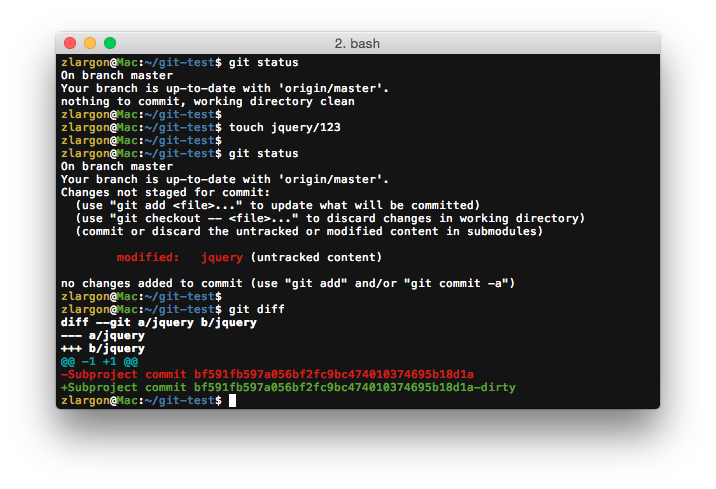 2. bash
zlargon@Mac:~/git-test$ git status
On branch master
Your branch is up-to-date with 'origin/master'.
nothing to commit, working directory clean
zlargon@Mac:~/git-test$
zlargon@Mac:~/git-test$ touch jquery/123
zlargon@Mac:~/git-test$
zlargon@Mac:~/git-test$ git status
On branch master
Your branch is up-to-date with 'origin/master'.
Changes not staged for commit:
  (use "git add <file>..." to update what will be committed)
  (use "git checkout -- <file>..." to discard changes in working directory)
  (commit or discard the untracked or modified content in submodules)
        modified:   jquery (untracked content)
no changes added to commit (use "git add" and/or "git commit -a")
zlargon@Mac:~/git-test$
zlargon@Mac:~/git-test$ git diff
diff --git a/jquery b/jquery
--- a/jquery
+++ b/jquery
@@ -1 +1 @@
-Subproject commit bf591fb597a056bf2fc9bc474010374695b18d1a
+Subproject commit bf591fb597a056bf2fc9bc474010374695b18d1a-dirty
zlargon@Mac:~/git-test$